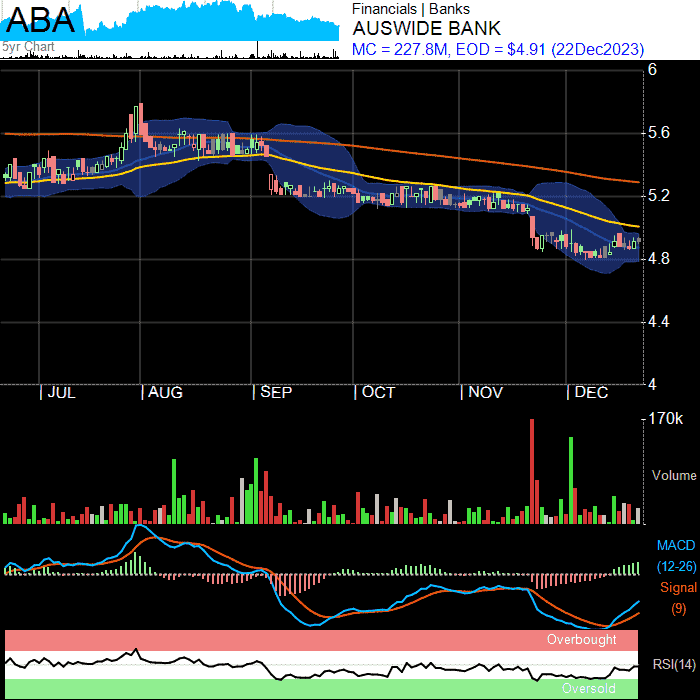 ABA
5yr Chart
Financials | Banks
AUSWIDE BANK
MC = 227.8M, EOD = $4.91 (22Dec2023)
6
5.6
5.2
4.8
4.4
4
JUL AUG SEP OCT NOV DEC
170k
Volume
MACD
(12-26)
Signal
(9)
Overbought
RSI(14)
Oversold